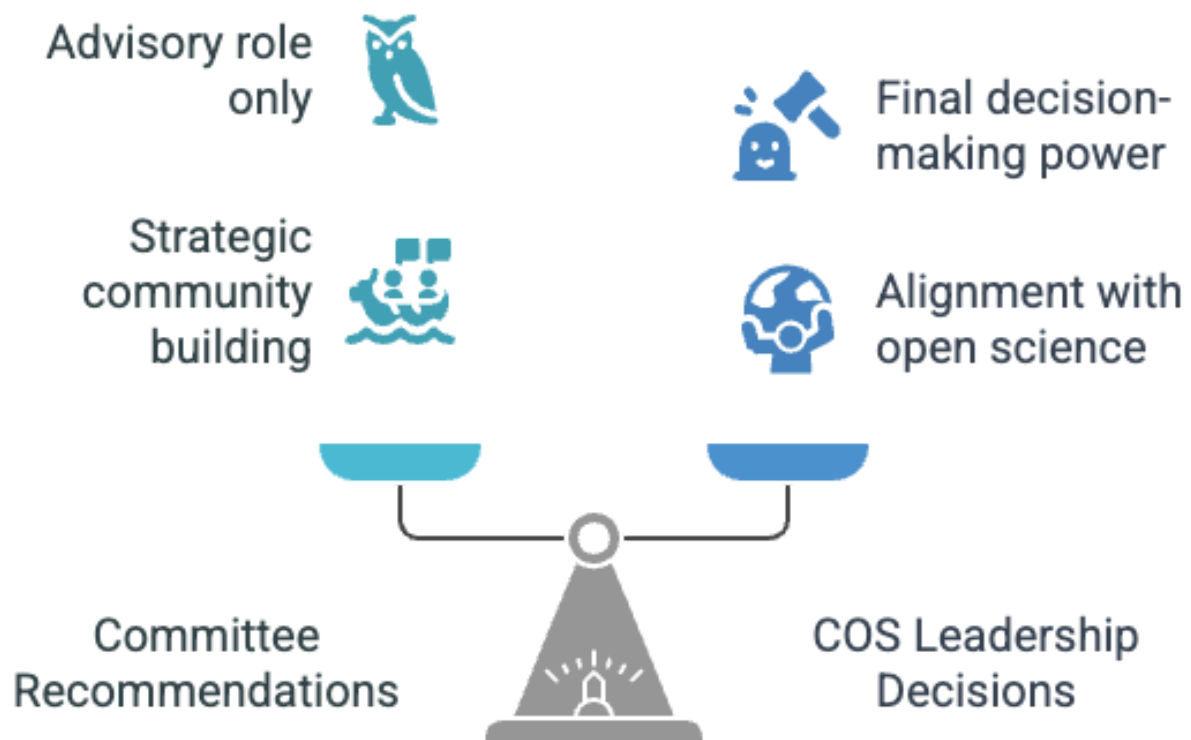 Advisory role
only
Strategic
community
building
Final decision-
making power
Alignment with
open science
Committee
Recommendations
COS Leadership
Decisions